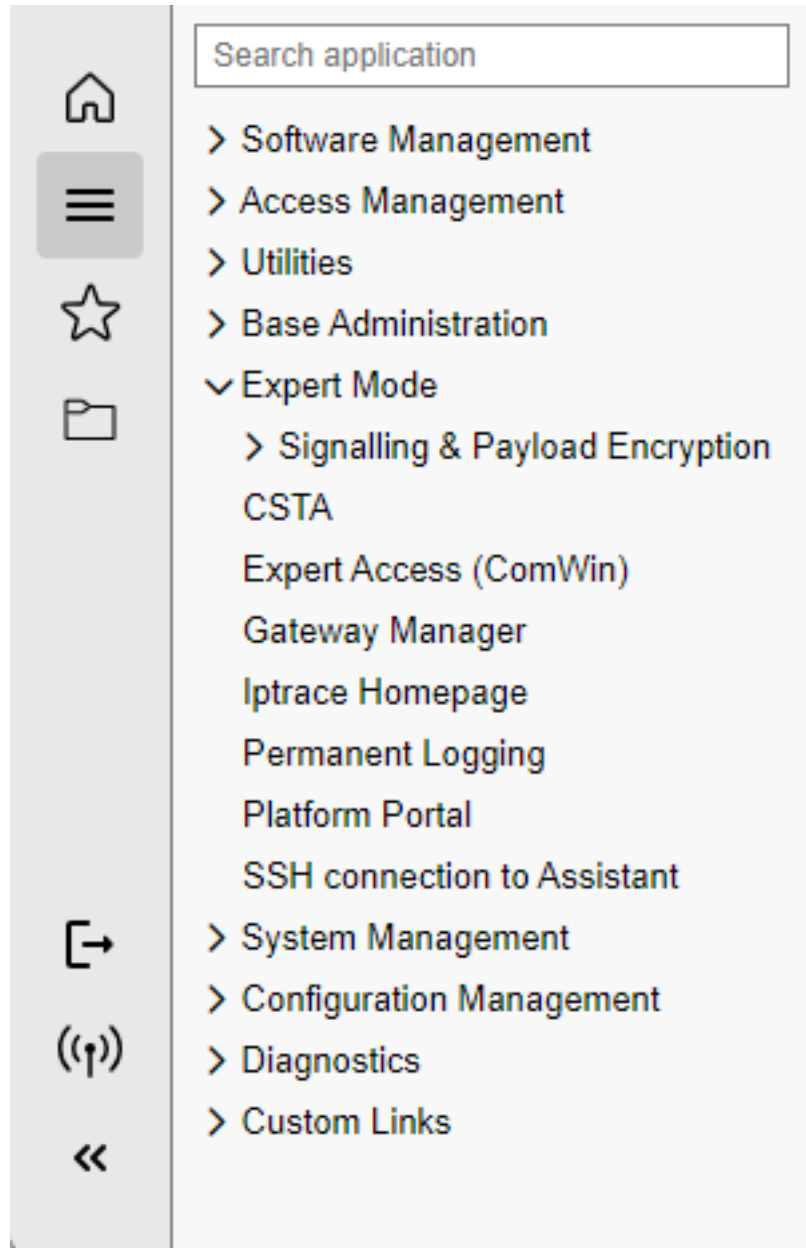 Search application
Software Management
Access Management
Utilities
Base Administration
Expert Mode
Signalling & Payload Encryption
CSTA
Expert Access (ComWin)
Gateway Manager
Iptrace Homepage
Permanent Logging
Platform Portal
SSH connection to Assistant
System Management
Configuration Management
Diagnostics
Custom Links